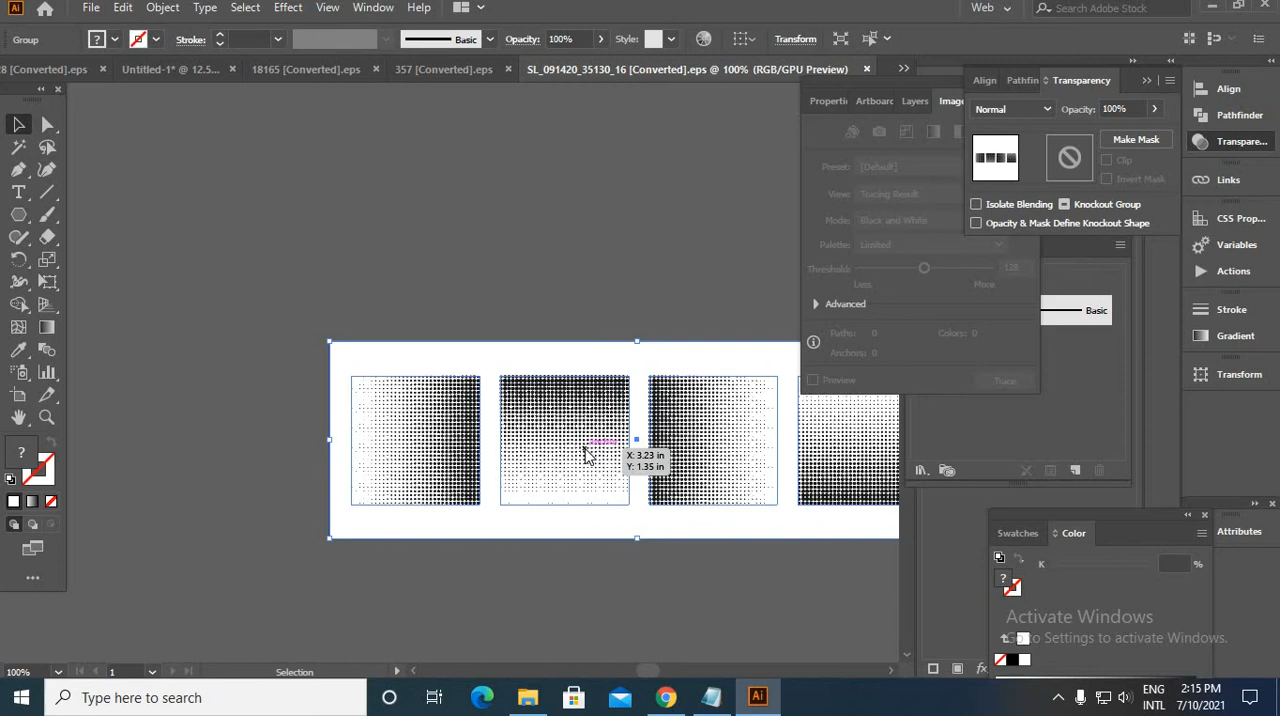 Ai File Edit Object Type Select Effect View Window Help Web Search Adobe Stock
Group ? Stroke: Basic Opacity: 100% Style: Transform
8 [Converted].eps × Untitled-1* @ 12.5... × 18165 [Converted].eps × 357 [Converted].eps × SL_091420_35130_16 [Converted].eps @ 100% (RGB/GPU Preview) ×
Align Pathfin Transparency
Properti Artboar Layers Imag
Normal Opacity: 100%
Make Mask
Clip
Invert Mask
Isolate Blending Knockout Group
Opacity & Mask Define Knockout Shape
Preset: [Default]
View: Tracing Result
Mode: Black and White
Palette: Limited
Threshold: 128
Less More
Advanced
Paths: 0 Colors: 0
Anchors: 0
Preview Trace
Basic
Align
Pathfinder
Transpare...
Links
CSS Prop...
Variables
Actions
Stroke
Gradient
Transform
Attributes
X: 3.23 in
Y: 1.35 in
?
Swatches Color
K %
?
Activate Windows
Go to Settings to activate Windows.
100% 1 Selection
Type here to search
Ai
ENG
INTL
2:15 PM
7/10/2021